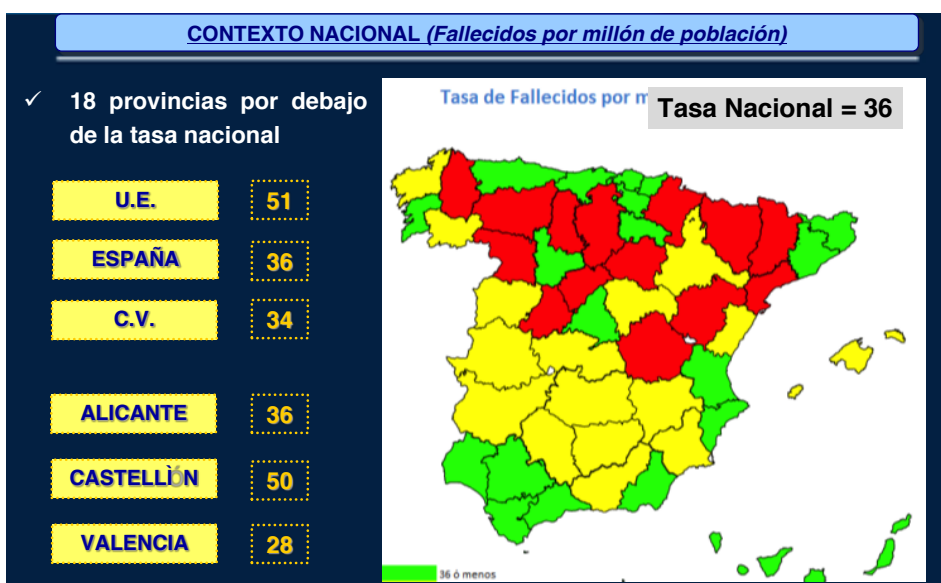 CONTEXTO NACIONAL (Fallecidos por millón de población)
✓ 18 provincias por debajo
de la tasa nacional
U.E. 51
ESPAÑA 36
C.V. 34
ALICANTE 36
CASTELLÌÓN 50
VALENCIA 28
Tasa de Fallecidos por m
Tasa Nacional = 36
36 ó menos